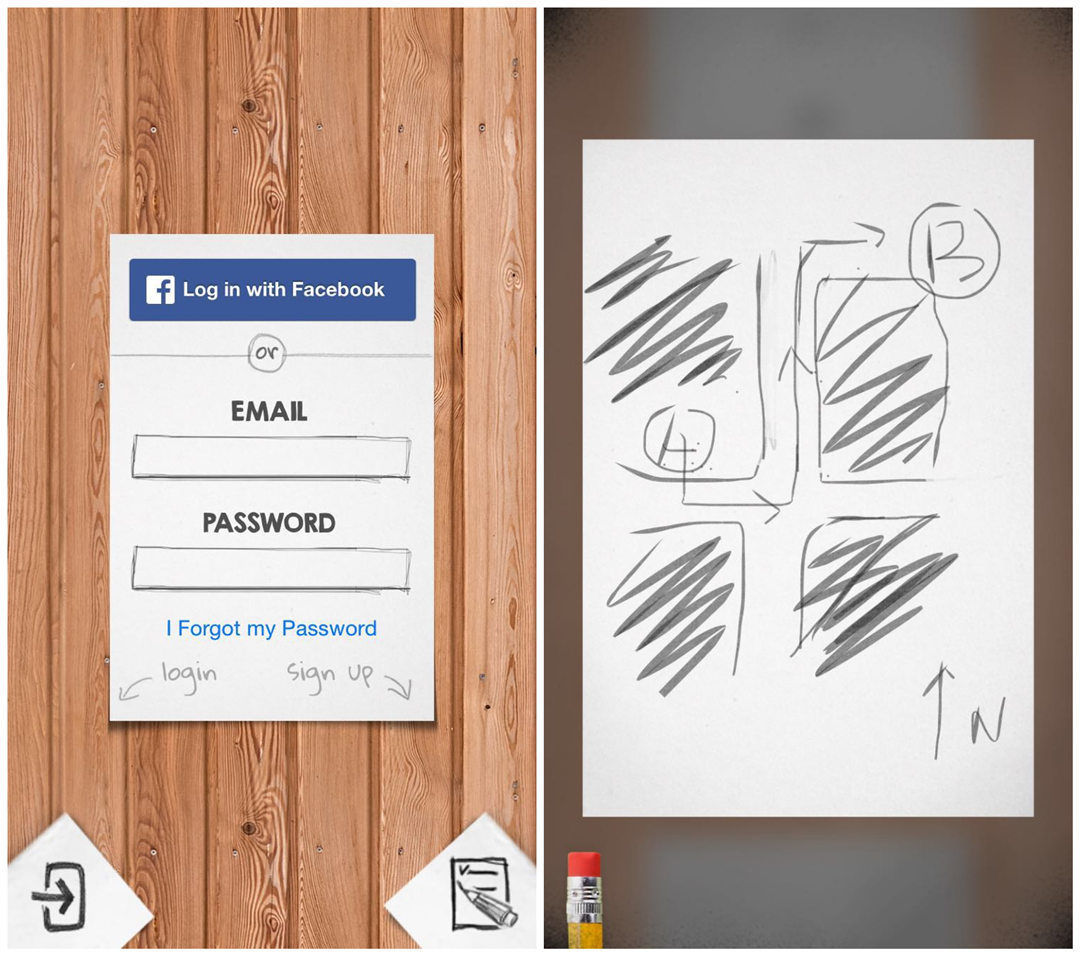 Log in with Facebook
or
EMAIL
PASSWORD
I Forgot my Password
login
sign up
B
A
N